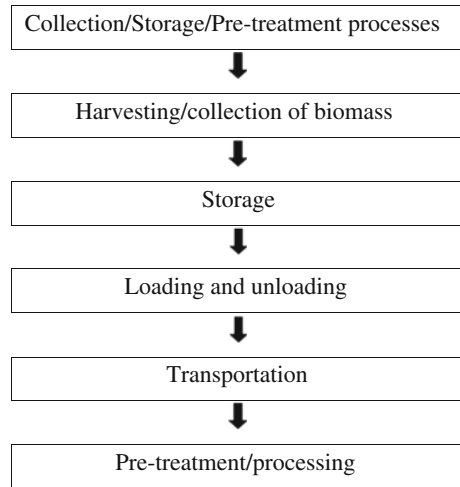 Collection/Storage/Pre-treatment processes
Harvesting/collection of biomass
Storage
Loading and unloading
Transportation
Pre-treatment/processing